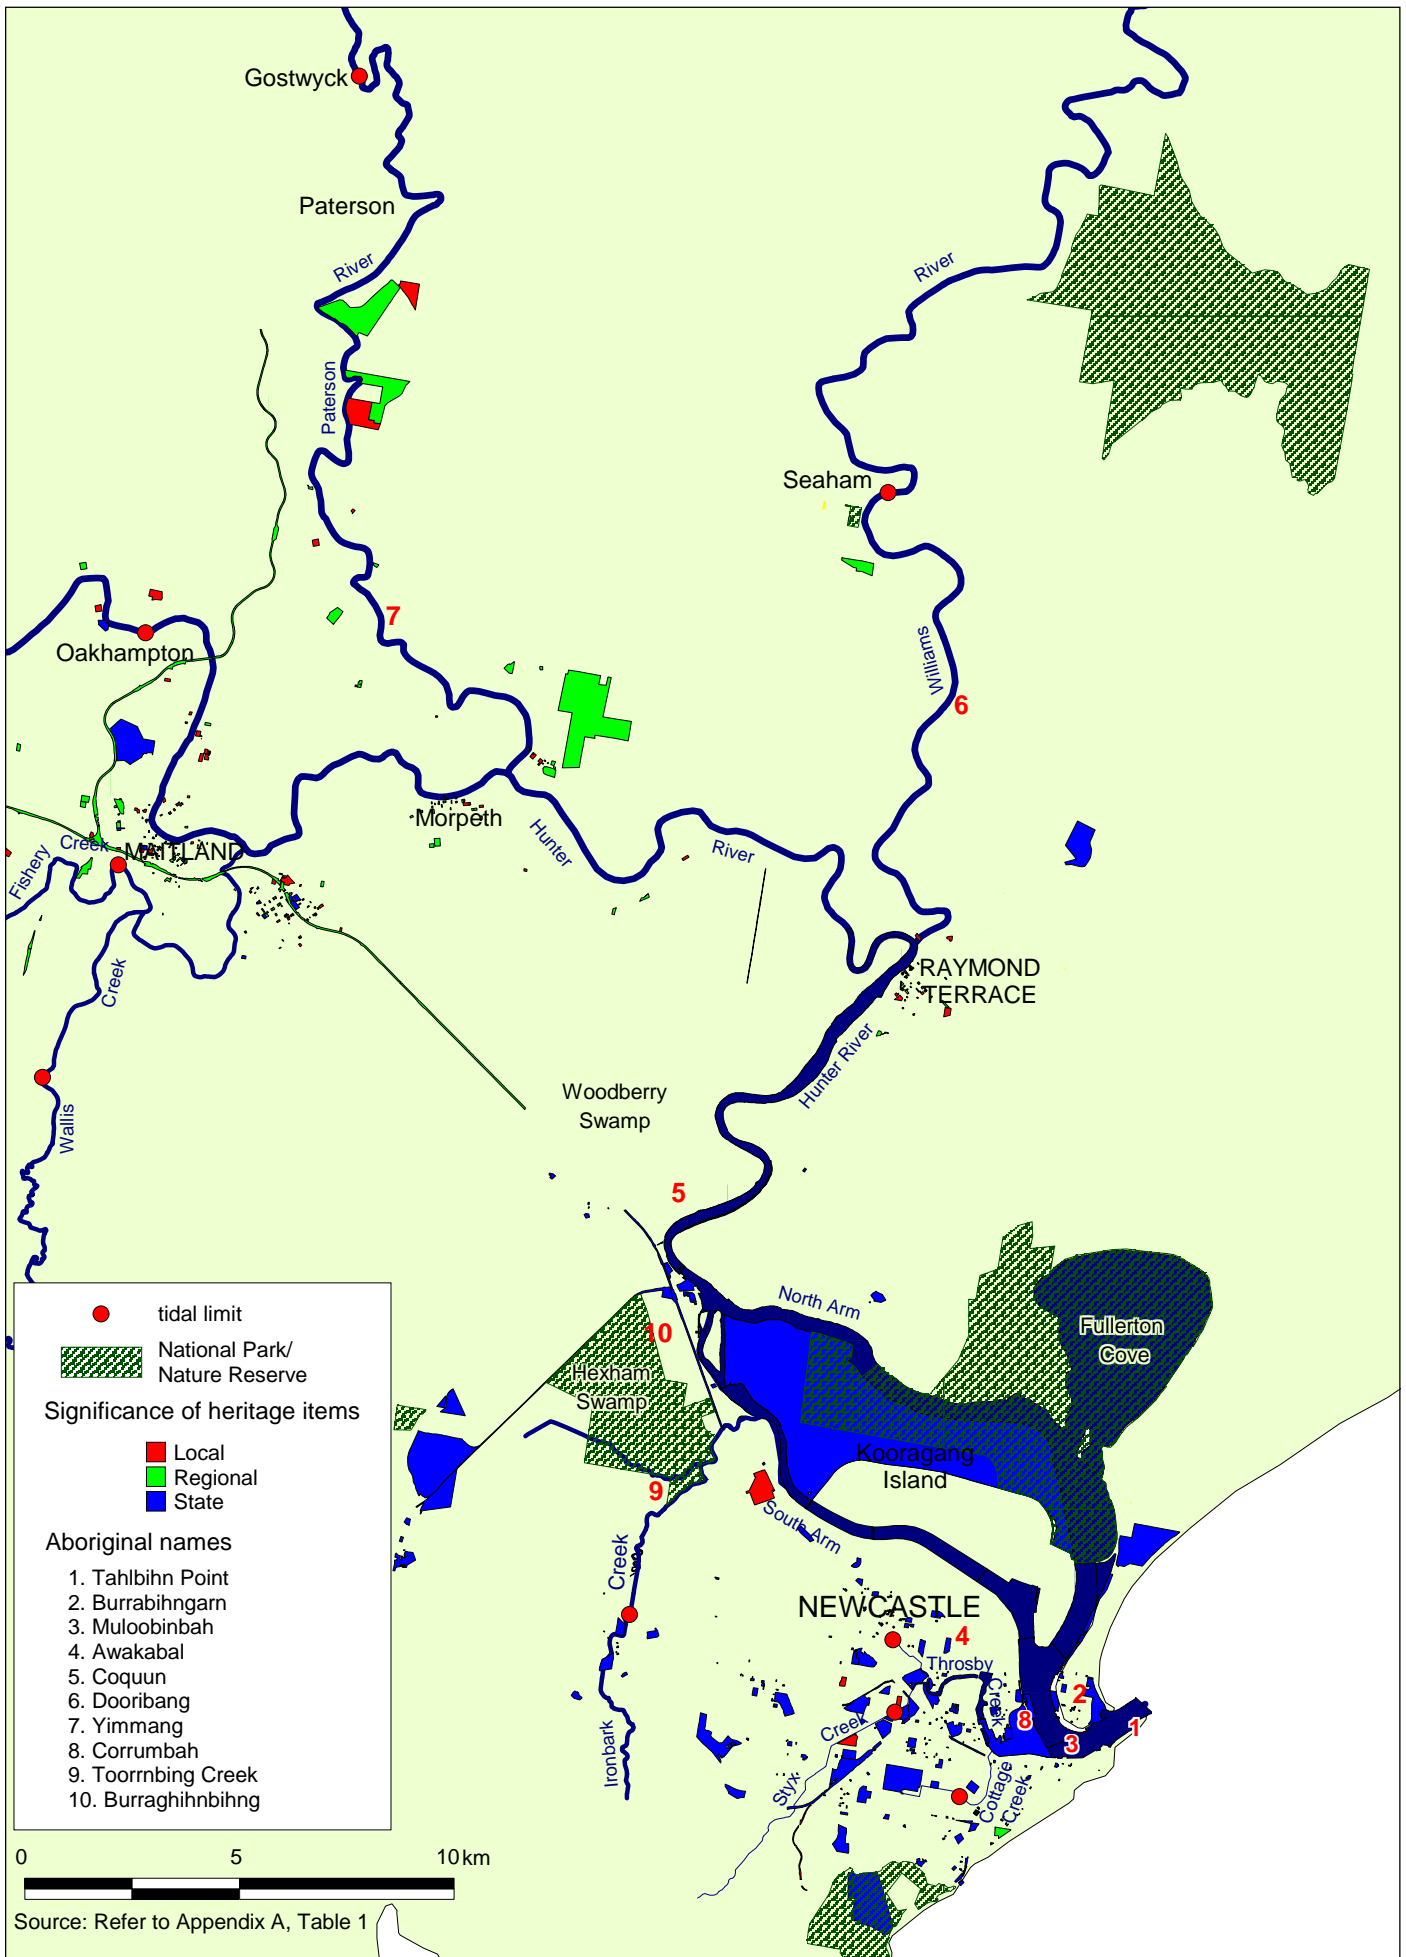 Gostwyck
Paterson
River
River
Paterson
Seaham
7
Oakhampton
Williams
6
Morpeth
Hunter
River
Fishery
Creek
MAITLAND
RAYMOND
TERRACE
Creek
Hunter River
Woodberry
Swamp
Wallis
5
North Arm
10
Fullerton
Cove
Hexham
Swamp
Kooragang
Island
9
South Arm
Creek
NEWCASTLE
4
Throsby
Creek
2
8
1
3
Creek
Ironbark
Styx
Cottage
Creek
tidal limit
National Park/
Nature Reserve
Significance of heritage items
Local
Regional
State
Aboriginal names
1. Tahlbihn Point
2. Burrabihngarn
3. Muloobinbah
4. Awakabal
5. Coquun
6. Dooribang
7. Yimmang
8. Corrumbah
9. Toorrnbing Creek
10. Burraghihnbihng
0 5 10 km
Source: Refer to Appendix A, Table 1